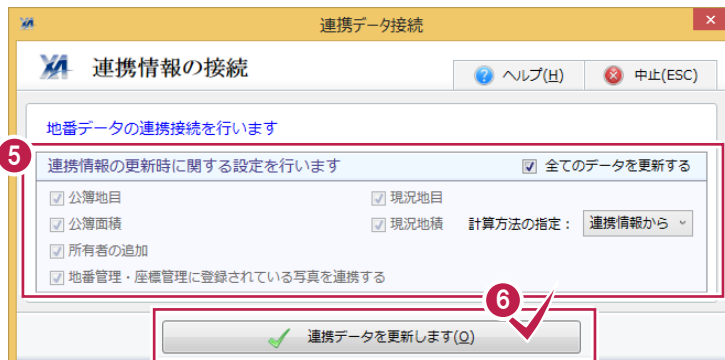 連携データ接続
連携情報の接続
ヘルプ(H)
中止(ESC)
地番データの連携接続を行います
5
連携情報の更新時に関する設定を行います
全てのデータを更新する
公簿地目
現況地目
公簿面積
現況地積
計算方法の指定：
連携情報から
所有者の追加
地番管理・座標管理に登録されている写真を連携する
6
連携データを更新します(O)